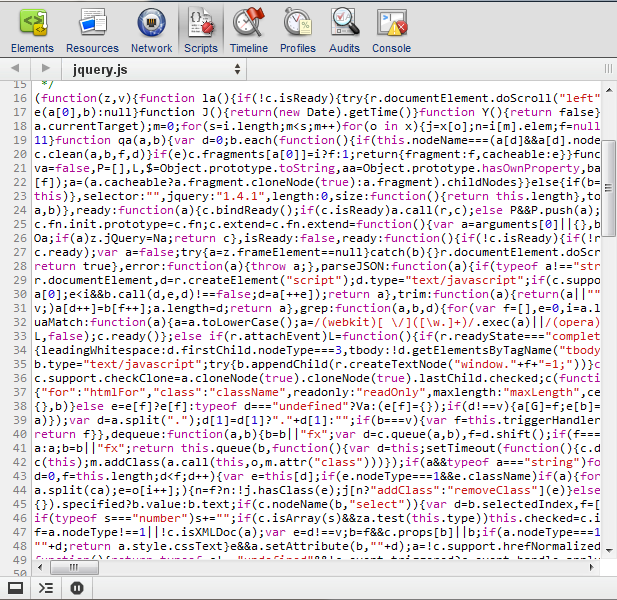 Elements Resources Network Scripts Timeline Profiles Audits Console
jquery.js
15 */
16 (function(z,v){function la(){if(!c.isReady){try{r.documentElement.doScroll("left"
17 e(a[0],b):null}function J(){return(new Date).getTime()}function Y(){return false}
18 a.currentTarget);m=0;for(s=i.length;m<s;m++)for(o in x){j=x[o];n=i[m].elem;f=null
19 11}function qa(a,b){var d=0;b.each(function(){if(this.nodeName===(a[d]&&a[d].node
20 c.clean(a,b,f,d)}if(e)c.fragments[a[0]]=i?f:1;return{fragment:f,cacheable:e}}func
21 va=false,P=[],L,$=Object.prototype.toString,aa=Object.prototype.hasOwnProperty,ba
22 [f]);a=(a.cacheable?a.fragment.cloneNode(true):a.fragment).childNodes}}else{if(b=
23 this)},selector:"",jquery:"1.4.1",length:0,size:function(){return this.length},to
24 a,b)},ready:function(a){c.bindReady();if(c.isReady)a.call(r,c);else P&&P.push(a);
25 c.fn.init.prototype=c.fn;c.extend=c.fn.extend=function(){var a=arguments[0]||{},b
26 Oa;if(a)z.jQuery=Na;return c},isReady:false,ready:function(){if(!c.isReady){if(!r
27 c.ready);var a=false;try{a=z.frameElement==null}catch(b){}r.documentElement.doScr
28 return true},error:function(a){throw a;},parseJSON:function(a){if(typeof a!=="str
29 r.documentElement,d=r.createElement("script");d.type="text/javascript";if(c.suppo
30 a[0];e<i&&b.call(d,e,d)!==false;d=a[++e]);return a},trim:function(a){return(a||""
31 v;)a[d++]=b[f++];a.length=d;return a},grep:function(a,b,d){for(var f=[],e=0,i=a.l
32 uaMatch:function(a){a=a.toLowerCase();a=/(webkit)[ \/]([\w.]+)/.exec(a)||/(opera)
33 L,false);c.ready()};else if(r.attachEvent)L=function(){if(r.readyState==="complet
34 {leadingWhitespace:d.firstChild.nodeType===3,tbody:!d.getElementsByTagName("tbody
35 b.type="text/javascript";try{b.appendChild(r.createTextNode("window."+f+"=1;"))}c
36 c.support.checkClone=a.cloneNode(true).cloneNode(true).lastChild.checked;c(functi
37 {"for":"htmlFor","class":"className",readonly:"readOnly",maxlength:"maxLength",ce
38 {},b)}else e=e[f]?e[f]:typeof d==="undefined"?Va:(e[f]={});if(d!==v){a[G]=f;e[b]=
39 a)}});var d=a.split(".");d[1]=d[1]?"."+d[1]:"";if(b===v){var f=this.triggerHandler
40 return f}},dequeue:function(a,b){b=b||"fx";var d=c.queue(a,b),f=d.shift();if(f===
41 a:a;b=b||"fx";return this.queue(b,function(){var d=this;setTimeout(function(){c.d
42 c(this);m.addClass(a.call(this,o,m.attr("class")))});if(a&&typeof a==="string")fo
43 d=0,f=this.length;d<f;d++){var e=this[d];if(e.nodeType===1&&e.className)if(a){for
44 a.split(ca);e=o[i++];){n=f?n:!j.hasClass(e);j[n?"addClass":"removeClass"](e)}else
45 {}).specified?b.value:b.text;if(c.nodeName(b,"select")){var d=b.selectedIndex,f=[
46 if(typeof s==="number")s+="";if(c.isArray(s)&&za.test(this.type))this.checked=c.i
47 f=a.nodeType!==1||!c.isXMLDoc(a);var e=d!==v;b=f&&c.props[b]||b;if(a.nodeType===1
48 ""+d);return a.style.cssText}e&&a.setAttribute(b,""+d);a=!c.support.hrefNormalized
49
50